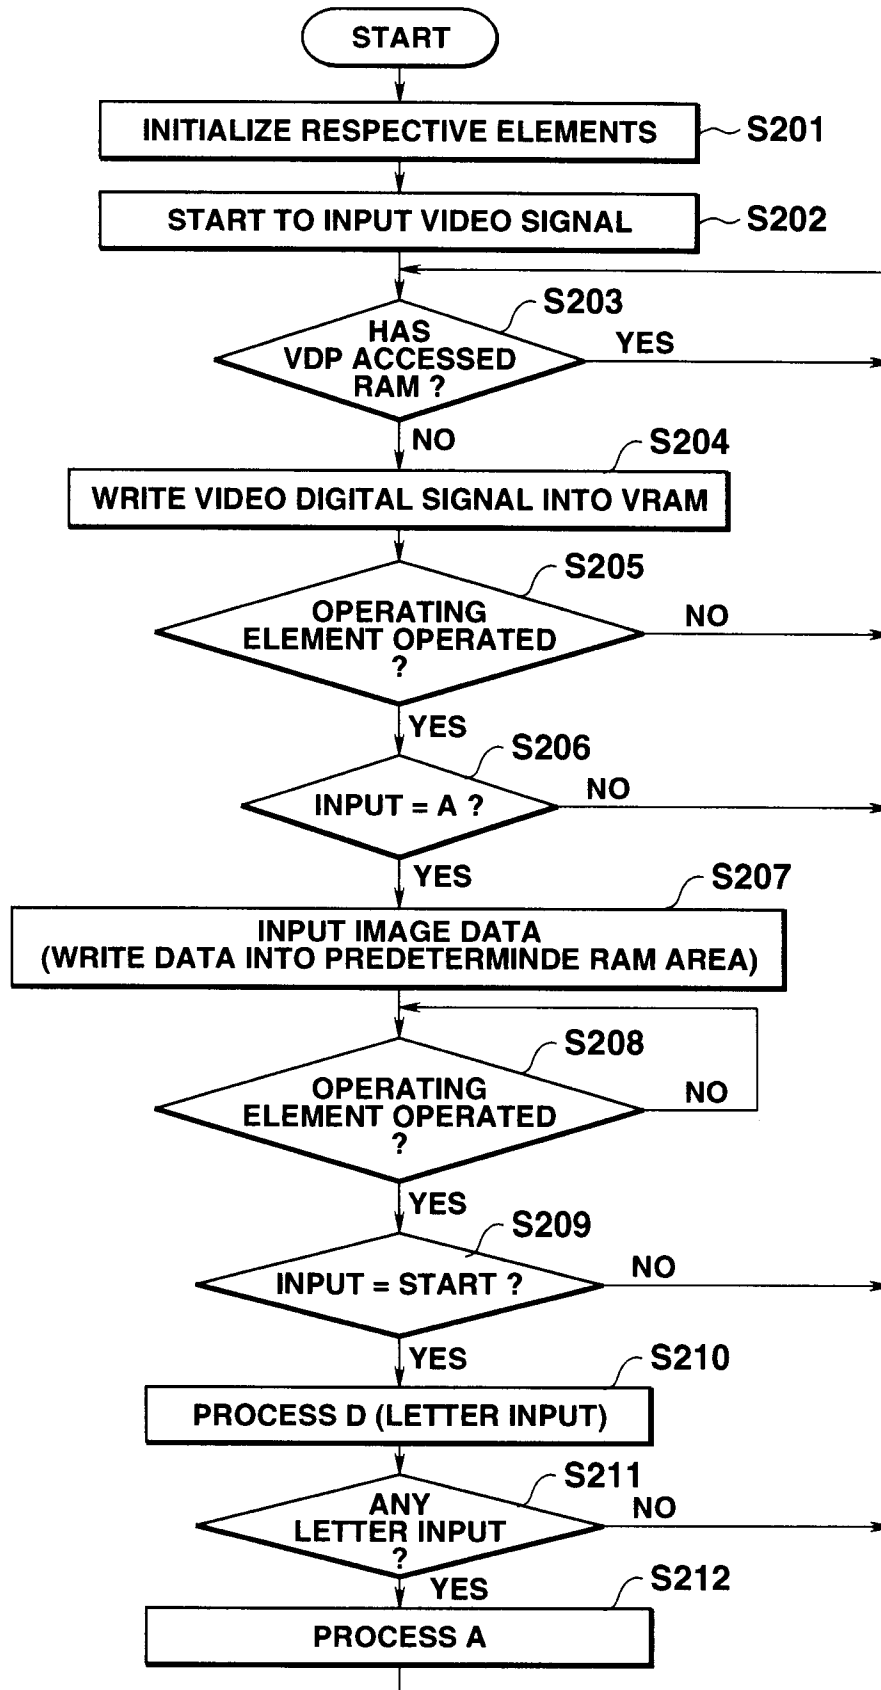 START
INITIALIZE RESPECTIVE ELEMENTS
S201
START TO INPUT VIDEO SIGNAL
S202
S203
HAS
VDP ACCESSED
RAM ?
YES
NO
S204
WRITE VIDEO DIGITAL SIGNAL INTO VRAM
S205
OPERATING
ELEMENT OPERATED
?
NO
YES
S206
INPUT = A ?
NO
YES
S207
INPUT IMAGE DATA
(WRITE DATA INTO PREDETERMINDE RAM AREA)
S208
OPERATING
ELEMENT OPERATED
?
NO
YES
S209
INPUT = START ?
NO
YES
S210
PROCESS D (LETTER INPUT)
S211
ANY
LETTER INPUT
?
NO
YES
S212
PROCESS A